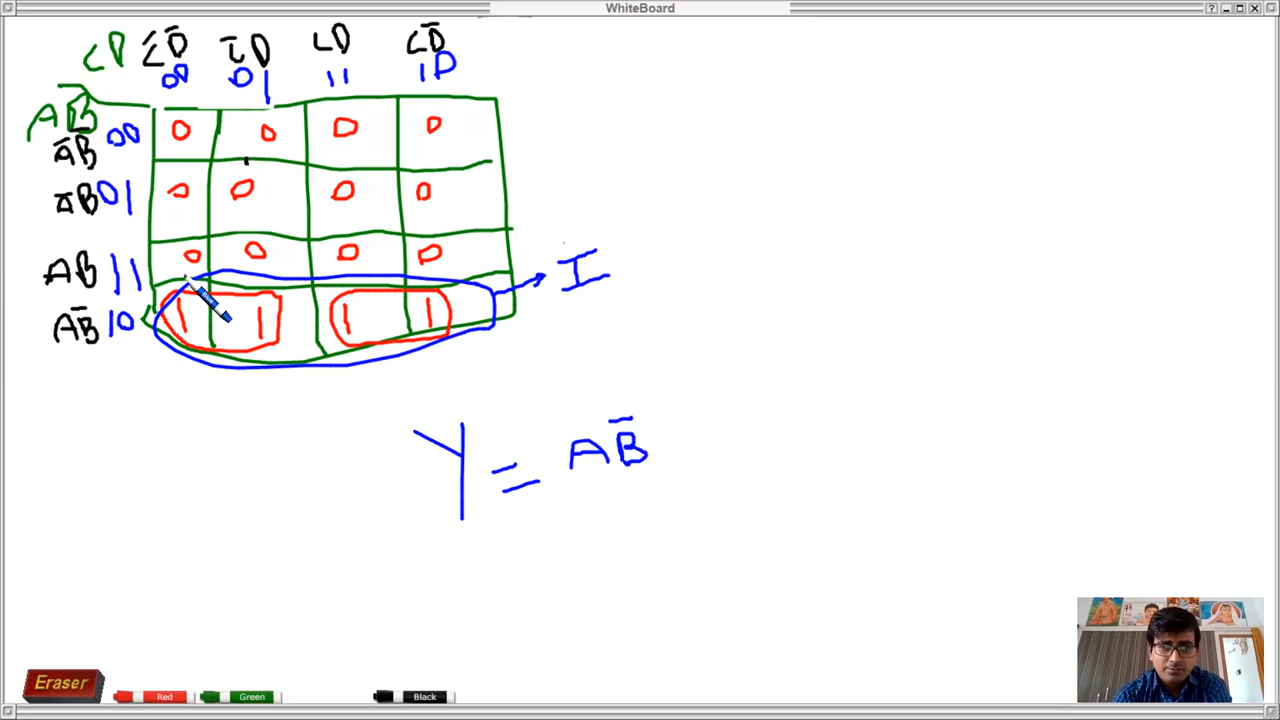 WhiteBoard
CD C̄D̄ C̄D CD CD̄
00 01 11 10
AB
ĀB̄ 00 0 0 0 0
ĀB 01 0 0 0 0
AB 11 0 0 0 0
AB̄ 10 1 1 1 1
I
Y = AB̄
Eraser Red Green Black